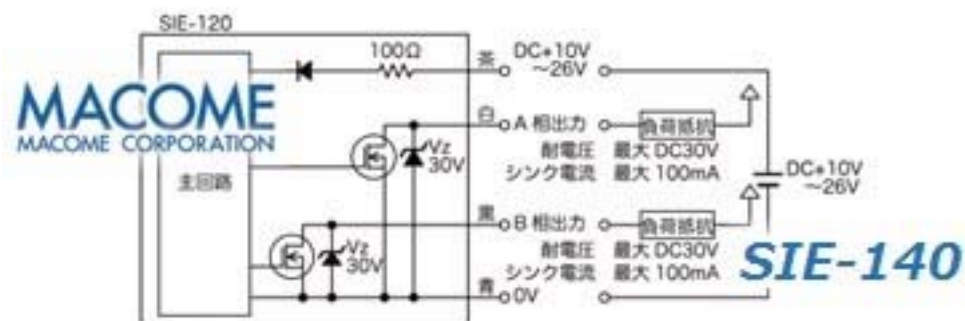 SIE-120
100Ω
茶
DC+10V
～26V
MACOME
MACOME CORPORATION
主回路
白
A 相出力
負荷抵抗
Vz
30V
耐電圧 最大 DC30V
シンク電流 最大 100mA
DC+10V
～26V
黒
B 相出力
負荷抵抗
Vz
30V
耐電圧 最大 DC30V
シンク電流 最大 100mA
SIE-140
青
0V